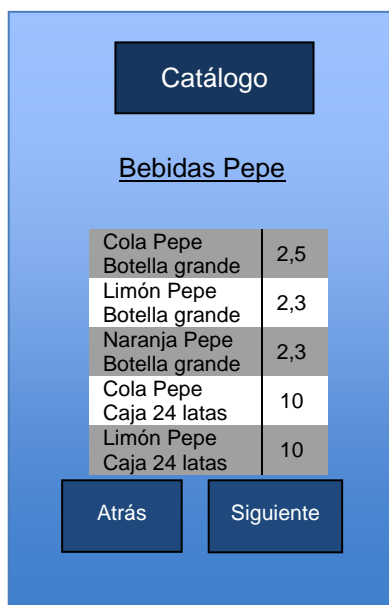 Catálogo
Bebidas Pepe
Cola Pepe
Botella grande
2,5
Limón Pepe
Botella grande
2,3
Naranja Pepe
Botella grande
2,3
Cola Pepe
Caja 24 latas
10
Limón Pepe
Caja 24 latas
10
Atrás
Siguiente